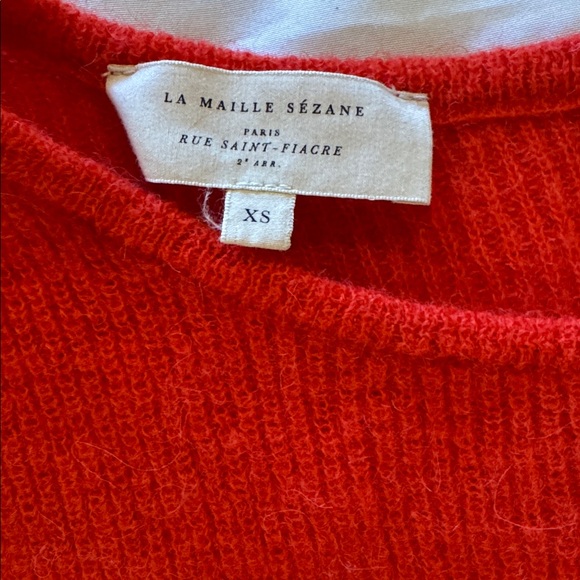 LA MAILLE SÉZANE
PARIS
RUE SAINT-FIACRE
2ᵉ ARR.
XS